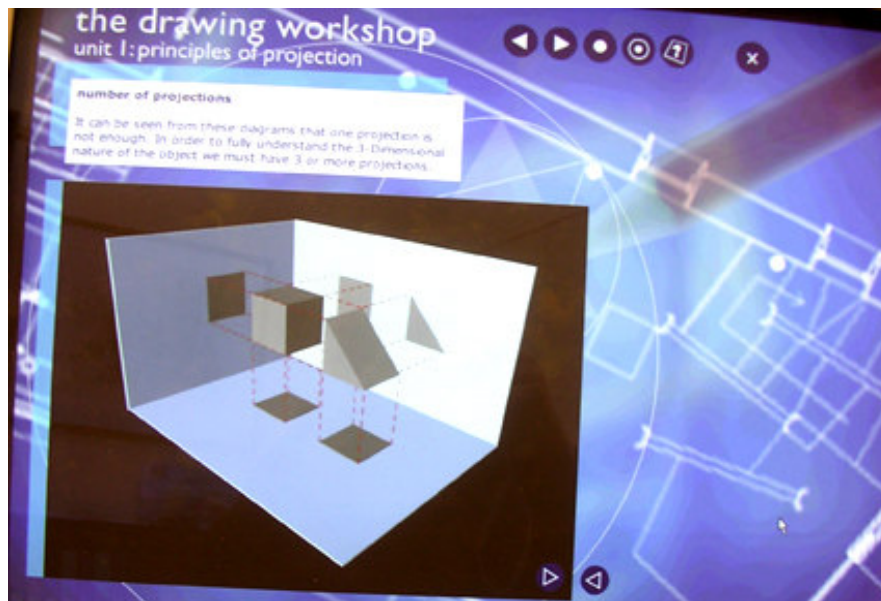 the drawing workshop
unit 1: principles of projection
number of projections
It can be seen from these diagrams that one projection is
not enough. In order to fully understand the 3-Dimensional
nature of the object we must have 3 or more projections.
?
x